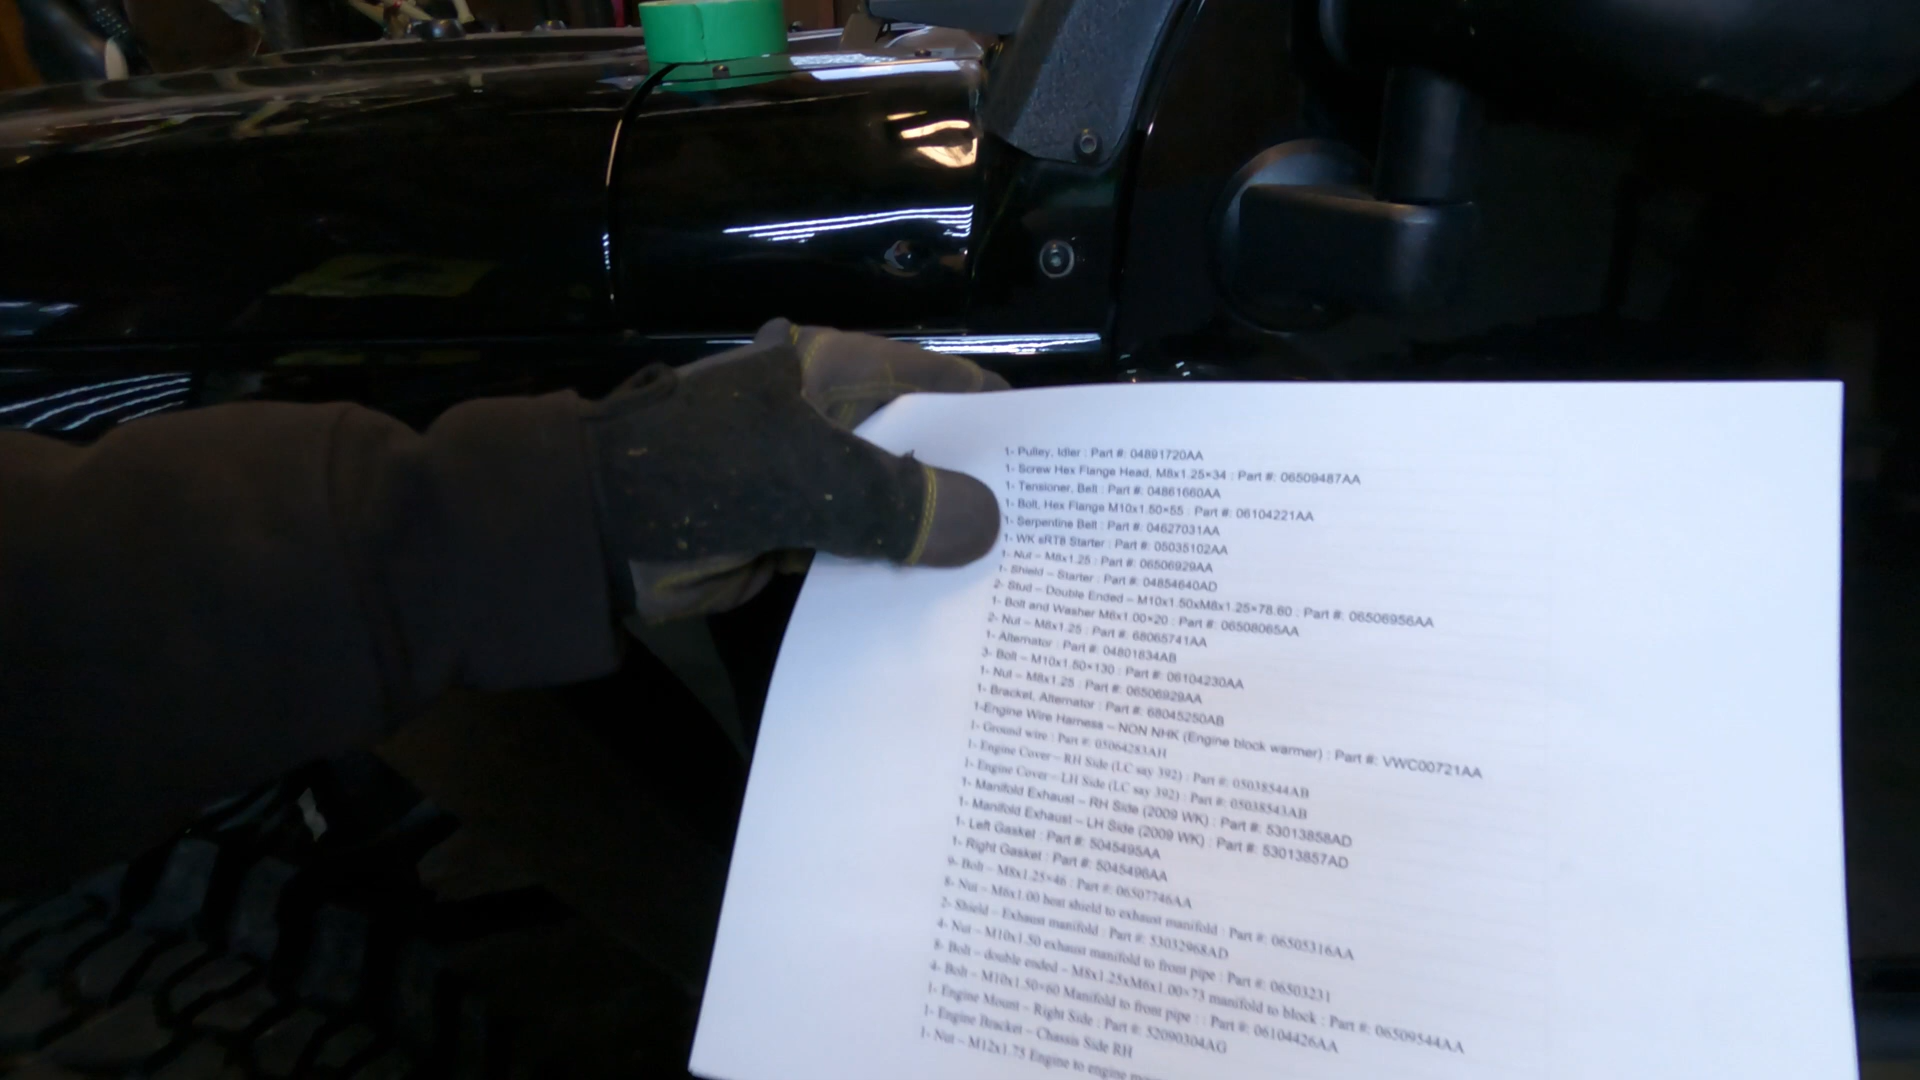 1- Pulley, Idler : Part #: 04891720AA
1- Screw Hex Flange Head, M8x1.25×34 : Part #: 06509487AA
1- Tensioner, Belt : Part #: 04861660AA
1- Bolt, Hex Flange M10x1.50×55 : Part #: 06104221AA
1- Serpentine Belt : Part #: 04627031AA
1- WK sRT8 Starter : Part #: 05035102AA
1- Nut – M8x1.25 : Part #: 06506929AA
1- Shield – Starter : Part #: 04854640AD
2- Stud – Double Ended – M10x1.50xM8x1.25×78.60 : Part #: 06506956AA
1- Bolt and Washer M6x1.00×20 : Part #: 06508065AA
2- Nut – M8x1.25 : Part #: 68065741AA
1- Alternator : Part #: 04801834AB
3- Bolt – M10x1.50×130 : Part #: 06104230AA
1- Nut – M8x1.25 : Part #: 06506929AA
1- Bracket, Alternator : Part #: 68045250AB
1-Engine Wire Harness – NON NHK (Engine block warmer) : Part #: VWC00721AA
1- Ground wire : Part #: 05064283AH
1- Engine Cover – RH Side (LC say 392) : Part #: 05038544AB
1- Engine Cover – LH Side (LC say 392) : Part #: 05038543AB
1- Manifold Exhaust – RH Side (2009 WK) : Part #: 53013858AD
1- Manifold Exhaust – LH Side (2009 WK) : Part #: 53013857AD
1- Left Gasket : Part #: 5045495AA
1- Right Gasket : Part #: 5045496AA
9- Bolt – M8x1.25×46 : Part #: 06507746AA
8- Nut – M6x1.00 heat shield to exhaust manifold : Part #: 06505316AA
2- Shield – Exhaust manifold : Part #: 53032968AD
4- Nut – M10x1.50 exhaust manifold to front pipe : Part #: 06503231
8- Bolt – double ended – M8x1.25xM6x1.00×73 manifold to block : Part #: 06509544AA
4- Bolt – M10x1.50×60 Manifold to front pipe : : Part #: 06104426AA
1- Engine Mount – Right Side : Part #: 52090304AG
1- Engine Bracket – Chassis Side RH
1- Nut – M12x1.75 Engine to engine